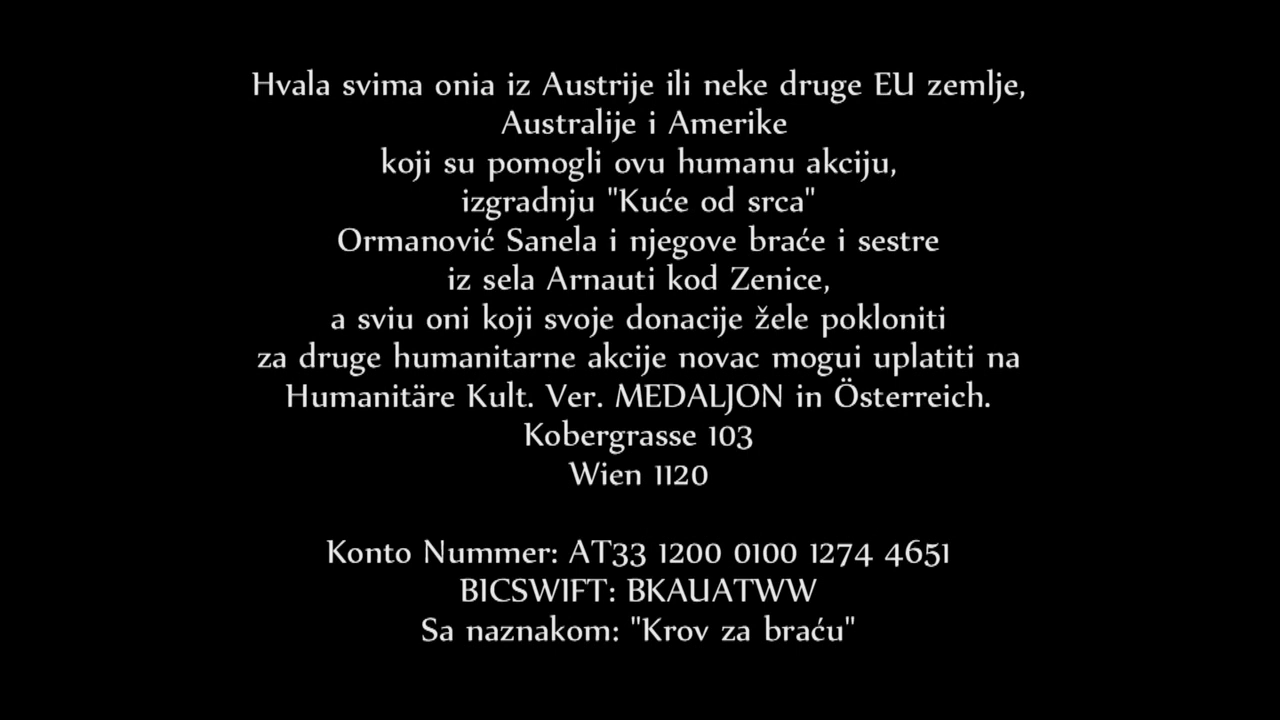 Hvala svima onia iz Austrije ili neke druge EU zemlje,
Australije i Amerike
koji su pomogli ovu humanu akciju,
izgradnju "Kuće od srca"
Ormanović Sanela i njegove braće i sestre
iz sela Arnauti kod Zenice,
a sviu oni koji svoje donacije žele pokloniti
za druge humanitarne akcije novac mogui uplatiti na
Humanitäre Kult. Ver. MEDALJON in Österreich.
Kobergrasse 103
Wien 1120
Konto Nummer: AT33 1200 0100 1274 4651
BICSWIFT: BKAUATWW
Sa naznakom: "Krov za braću"